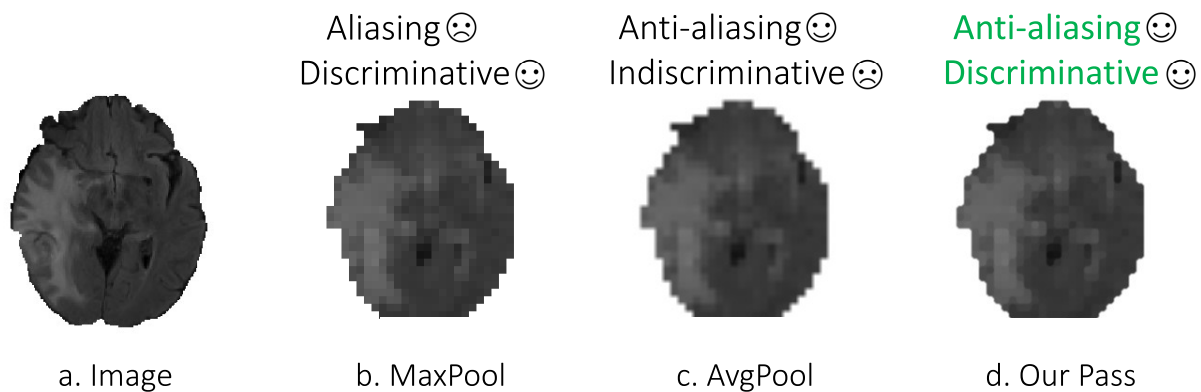 Aliasing
Discriminative
Anti-aliasing
Indiscriminative
Anti-aliasing
Discriminative
a. Image
b. MaxPool
c. AvgPool
d. Our Pass